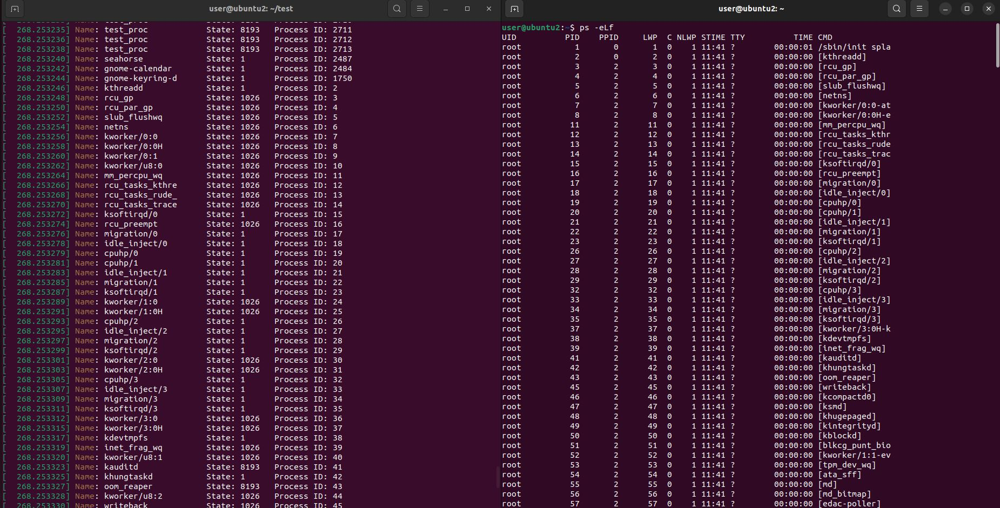 user@ubuntu2: ~/test
[  268.253235] Name: test_proc State: 8193 Process ID: 2711
[  268.253236] Name: test_proc State: 8193 Process ID: 2712
[  268.253238] Name: test_proc State: 8193 Process ID: 2713
[  268.253240] Name: seahorse State: 1 Process ID: 2487
[  268.253242] Name: gnome-calendar State: 1 Process ID: 2484
[  268.253244] Name: gnome-keyring-d State: 1 Process ID: 1750
[  268.253246] Name: kthreadd State: 1 Process ID: 2
[  268.253248] Name: rcu_gp State: 1026 Process ID: 3
[  268.253250] Name: rcu_par_gp State: 1026 Process ID: 4
[  268.253252] Name: slub_flushwq State: 1026 Process ID: 5
[  268.253254] Name: netns State: 1026 Process ID: 6
[  268.253256] Name: kworker/0:0 State: 1026 Process ID: 7
[  268.253258] Name: kworker/0:0H State: 1026 Process ID: 8
[  268.253260] Name: kworker/0:1 State: 1026 Process ID: 9
[  268.253262] Name: kworker/u8:0 State: 1026 Process ID: 10
[  268.253264] Name: mm_percpu_wq State: 1026 Process ID: 11
[  268.253266] Name: rcu_tasks_kthre State: 1026 Process ID: 12
[  268.253268] Name: rcu_tasks_rude_ State: 1026 Process ID: 13
[  268.253270] Name: rcu_tasks_trace State: 1026 Process ID: 14
[  268.253272] Name: ksoftirqd/0 State: 1 Process ID: 15
[  268.253274] Name: rcu_preempt State: 1026 Process ID: 16
[  268.253276] Name: migration/0 State: 1 Process ID: 17
[  268.253278] Name: idle_inject/0 State: 1 Process ID: 18
[  268.253279] Name: cpuhp/0 State: 1 Process ID: 19
[  268.253281] Name: cpuhp/1 State: 1 Process ID: 20
[  268.253283] Name: idle_inject/1 State: 1 Process ID: 21
[  268.253285] Name: migration/1 State: 1 Process ID: 22
[  268.253287] Name: ksoftirqd/1 State: 1 Process ID: 23
[  268.253289] Name: kworker/1:0 State: 1026 Process ID: 24
[  268.253291] Name: kworker/1:0H State: 1026 Process ID: 25
[  268.253293] Name: cpuhp/2 State: 1 Process ID: 26
[  268.253295] Name: idle_inject/2 State: 1 Process ID: 27
[  268.253297] Name: migration/2 State: 1 Process ID: 28
[  268.253299] Name: ksoftirqd/2 State: 1 Process ID: 29
[  268.253301] Name: kworker/2:0 State: 1026 Process ID: 30
[  268.253303] Name: kworker/2:0H State: 1026 Process ID: 31
[  268.253305] Name: cpuhp/3 State: 1 Process ID: 32
[  268.253307] Name: idle_inject/3 State: 1 Process ID: 33
[  268.253309] Name: migration/3 State: 1 Process ID: 34
[  268.253311] Name: ksoftirqd/3 State: 1 Process ID: 35
[  268.253312] Name: kworker/3:0 State: 1026 Process ID: 36
[  268.253315] Name: kworker/3:0H State: 1026 Process ID: 37
[  268.253317] Name: kdevtmpfs State: 1 Process ID: 38
[  268.253319] Name: inet_frag_wq State: 1026 Process ID: 39
[  268.253320] Name: kworker/u8:1 State: 1026 Process ID: 40
[  268.253323] Name: kauditd State: 8193 Process ID: 41
[  268.253325] Name: khungtaskd State: 1 Process ID: 42
[  268.253327] Name: oom_reaper State: 8193 Process ID: 43
[  268.253328] Name: kworker/u8:2 State: 1026 Process ID: 44
[  268.253330] Name: writeback State: 1026 Process ID: 45
user@ubuntu2: ~
user@ubuntu2:~$ ps -eLf
UID PID PPID LWP C NLWP STIME TTY TIME CMD
root 1 0 1 0 1 11:41 ? 00:00:01 /sbin/init spla
root 2 0 2 0 1 11:41 ? 00:00:00 [kthreadd]
root 3 2 3 0 1 11:41 ? 00:00:00 [rcu_gp]
root 4 2 4 0 1 11:41 ? 00:00:00 [rcu_par_gp]
root 5 2 5 0 1 11:41 ? 00:00:00 [slub_flushwq]
root 6 2 6 0 1 11:41 ? 00:00:00 [netns]
root 7 2 7 0 1 11:41 ? 00:00:00 [kworker/0:0-at
root 8 2 8 0 1 11:41 ? 00:00:00 [kworker/0:0H-e
root 11 2 11 0 1 11:41 ? 00:00:00 [mm_percpu_wq]
root 12 2 12 0 1 11:41 ? 00:00:00 [rcu_tasks_kthr
root 13 2 13 0 1 11:41 ? 00:00:00 [rcu_tasks_rude
root 14 2 14 0 1 11:41 ? 00:00:00 [rcu_tasks_trac
root 15 2 15 0 1 11:41 ? 00:00:00 [ksoftirqd/0]
root 16 2 16 0 1 11:41 ? 00:00:00 [rcu_preempt]
root 17 2 17 0 1 11:41 ? 00:00:00 [migration/0]
root 18 2 18 0 1 11:41 ? 00:00:00 [idle_inject/0]
root 19 2 19 0 1 11:41 ? 00:00:00 [cpuhp/0]
root 20 2 20 0 1 11:41 ? 00:00:00 [cpuhp/1]
root 21 2 21 0 1 11:41 ? 00:00:00 [idle_inject/1]
root 22 2 22 0 1 11:41 ? 00:00:00 [migration/1]
root 23 2 23 0 1 11:41 ? 00:00:00 [ksoftirqd/1]
root 26 2 26 0 1 11:41 ? 00:00:00 [cpuhp/2]
root 27 2 27 0 1 11:41 ? 00:00:00 [idle_inject/2]
root 28 2 28 0 1 11:41 ? 00:00:00 [migration/2]
root 29 2 29 0 1 11:41 ? 00:00:00 [ksoftirqd/2]
root 32 2 32 0 1 11:41 ? 00:00:00 [cpuhp/3]
root 33 2 33 0 1 11:41 ? 00:00:00 [idle_inject/3]
root 34 2 34 0 1 11:41 ? 00:00:00 [migration/3]
root 35 2 35 0 1 11:41 ? 00:00:00 [ksoftirqd/3]
root 37 2 37 0 1 11:41 ? 00:00:00 [kworker/3:0H-k
root 38 2 38 0 1 11:41 ? 00:00:00 [kdevtmpfs]
root 39 2 39 0 1 11:41 ? 00:00:00 [inet_frag_wq]
root 41 2 41 0 1 11:41 ? 00:00:00 [kauditd]
root 42 2 42 0 1 11:41 ? 00:00:00 [khungtaskd]
root 43 2 43 0 1 11:41 ? 00:00:00 [oom_reaper]
root 45 2 45 0 1 11:41 ? 00:00:00 [writeback]
root 46 2 46 0 1 11:41 ? 00:00:00 [kcompactd0]
root 47 2 47 0 1 11:41 ? 00:00:00 [ksmd]
root 48 2 48 0 1 11:41 ? 00:00:00 [khugepaged]
root 49 2 49 0 1 11:41 ? 00:00:00 [kintegrityd]
root 50 2 50 0 1 11:41 ? 00:00:00 [kblockd]
root 51 2 51 0 1 11:41 ? 00:00:00 [blkcg_punt_bio
root 52 2 52 0 1 11:41 ? 00:00:00 [kworker/1:1-ev
root 53 2 53 0 1 11:41 ? 00:00:00 [tpm_dev_wq]
root 54 2 54 0 1 11:41 ? 00:00:00 [ata_sff]
root 55 2 55 0 1 11:41 ? 00:00:00 [md]
root 56 2 56 0 1 11:41 ? 00:00:00 [md_bitmap]
root 57 2 57 0 1 11:41 ? 00:00:00 [edac-poller]